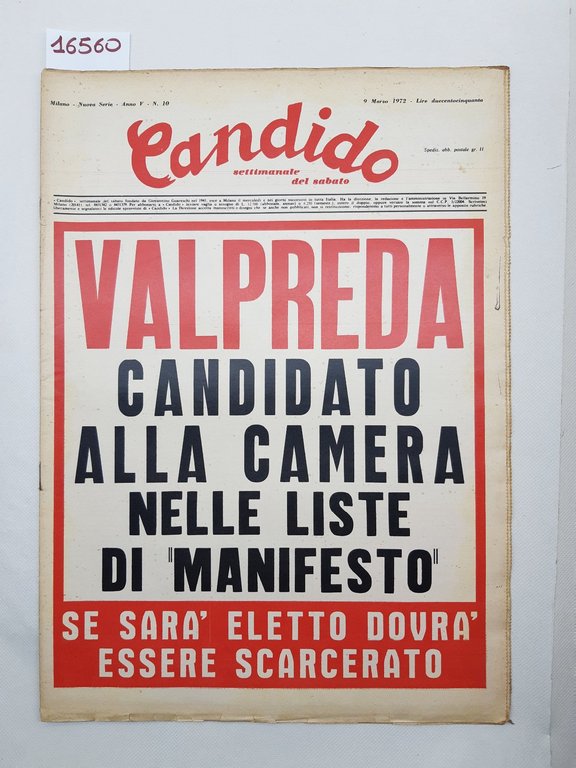 16560
Milano - Nuova Serie - Anno V - N. 10
9 Marzo 1972 - Lire duecentocinquanta
Candido
settimanale
del sabato
Spediz. abb. postale gr. II
VALPREDA
CANDIDATO
ALLA CAMERA
NELLE LISTE
DI "MANIFESTO"
SE SARA' ELETTO DOVRA'
ESSERE SCARCERATO